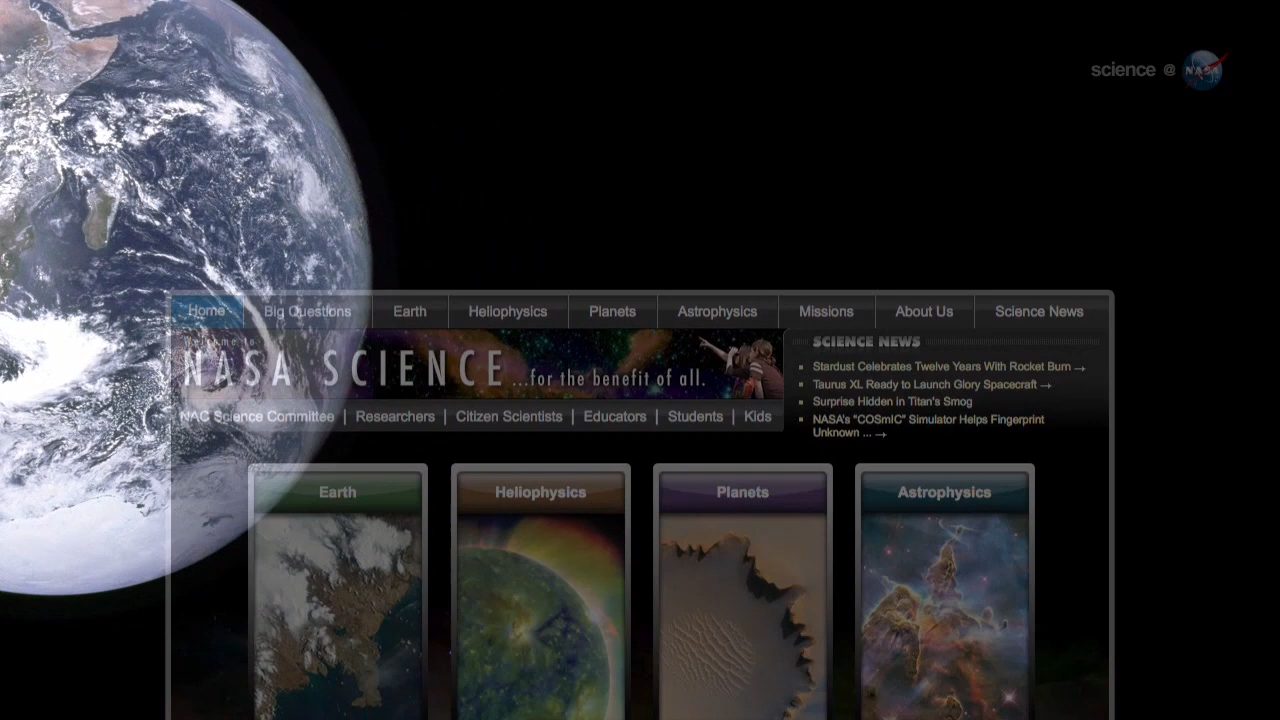 science @ NASA
Home Big Questions Earth Heliophysics Planets Astrophysics Missions About Us Science News
Welcome to
NASA SCIENCE ...for the benefit of all.
NAC Science Committee | Researchers | Citizen Scientists | Educators | Students | Kids
SCIENCE NEWS
Stardust Celebrates Twelve Years With Rocket Burn →
Taurus XL Ready to Launch Glory Spacecraft →
Surprise Hidden in Titan's Smog
NASA's "COSmIC" Simulator Helps Fingerprint
Unknown ... →
Earth
Heliophysics
Planets
Astrophysics